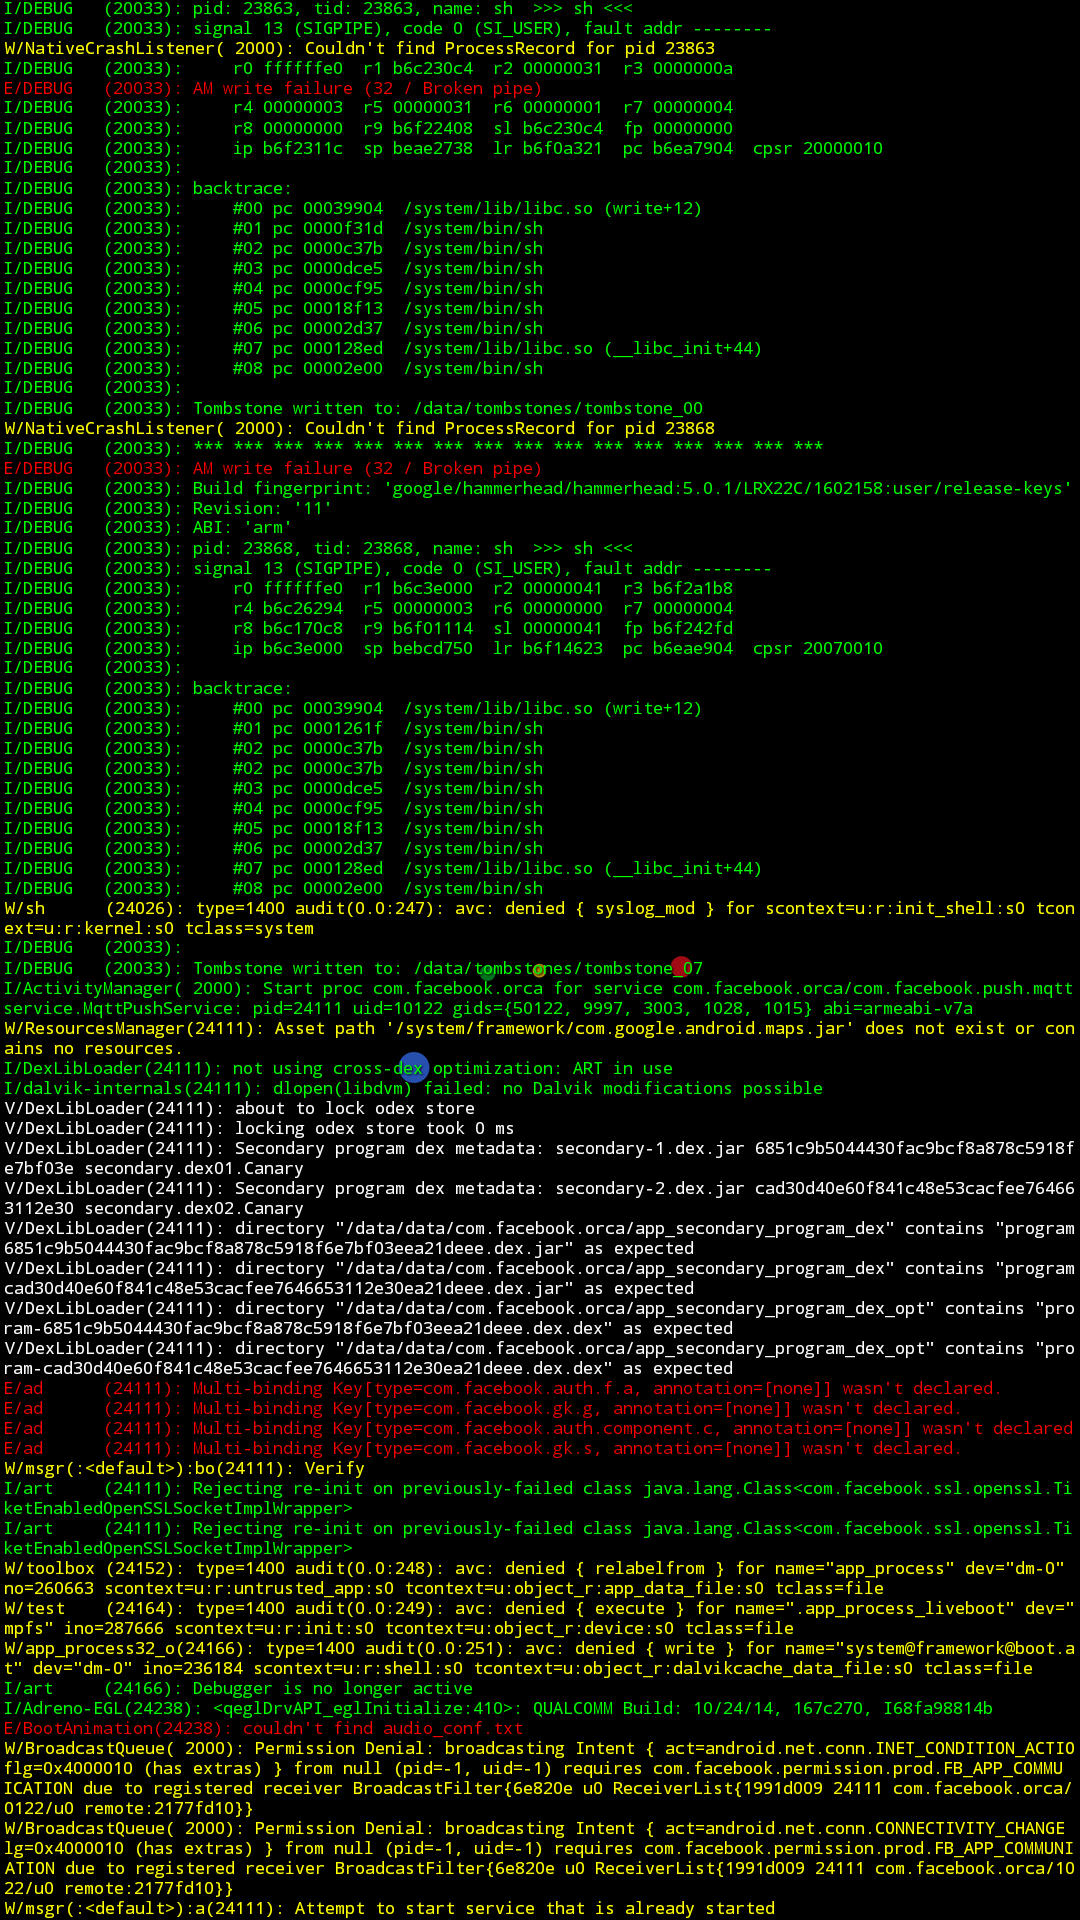 I/DEBUG   (20033): pid: 23863, tid: 23863, name: sh  >>> sh <<<
I/DEBUG   (20033): signal 13 (SIGPIPE), code 0 (SI_USER), fault addr --------
W/NativeCrashListener( 2000): Couldn't find ProcessRecord for pid 23863
I/DEBUG   (20033):     r0 ffffffe0  r1 b6c230c4  r2 00000031  r3 0000000a
E/DEBUG   (20033): AM write failure (32 / Broken pipe)
I/DEBUG   (20033):     r4 00000003  r5 00000031  r6 00000001  r7 00000004
I/DEBUG   (20033):     r8 00000000  r9 b6f22408  sl b6c230c4  fp 00000000
I/DEBUG   (20033):     ip b6f2311c  sp beae2738  lr b6f0a321  pc b6ea7904  cpsr 20000010
I/DEBUG   (20033):
I/DEBUG   (20033): backtrace:
I/DEBUG   (20033):     #00 pc 00039904  /system/lib/libc.so (write+12)
I/DEBUG   (20033):     #01 pc 0000f31d  /system/bin/sh
I/DEBUG   (20033):     #02 pc 0000c37b  /system/bin/sh
I/DEBUG   (20033):     #03 pc 0000dce5  /system/bin/sh
I/DEBUG   (20033):     #04 pc 0000cf95  /system/bin/sh
I/DEBUG   (20033):     #05 pc 00018f13  /system/bin/sh
I/DEBUG   (20033):     #06 pc 00002d37  /system/bin/sh
I/DEBUG   (20033):     #07 pc 000128ed  /system/lib/libc.so (__libc_init+44)
I/DEBUG   (20033):     #08 pc 00002e00  /system/bin/sh
I/DEBUG   (20033):
I/DEBUG   (20033): Tombstone written to: /data/tombstones/tombstone_00
W/NativeCrashListener( 2000): Couldn't find ProcessRecord for pid 23868
I/DEBUG   (20033): *** *** *** *** *** *** *** *** *** *** *** *** *** *** *** ***
E/DEBUG   (20033): AM write failure (32 / Broken pipe)
I/DEBUG   (20033): Build fingerprint: 'google/hammerhead/hammerhead:5.0.1/LRX22C/1602158:user/release-keys'
I/DEBUG   (20033): Revision: '11'
I/DEBUG   (20033): ABI: 'arm'
I/DEBUG   (20033): pid: 23868, tid: 23868, name: sh  >>> sh <<<
I/DEBUG   (20033): signal 13 (SIGPIPE), code 0 (SI_USER), fault addr --------
I/DEBUG   (20033):     r0 ffffffe0  r1 b6c3e000  r2 00000041  r3 b6f2a1b8
I/DEBUG   (20033):     r4 b6c26294  r5 00000003  r6 00000000  r7 00000004
I/DEBUG   (20033):     r8 b6c170c8  r9 b6f01114  sl 00000041  fp b6f242fd
I/DEBUG   (20033):     ip b6c3e000  sp bebcd750  lr b6f14623  pc b6eae904  cpsr 20070010
I/DEBUG   (20033):
I/DEBUG   (20033): backtrace:
I/DEBUG   (20033):     #00 pc 00039904  /system/lib/libc.so (write+12)
I/DEBUG   (20033):     #01 pc 0001261f  /system/bin/sh
I/DEBUG   (20033):     #02 pc 0000c37b  /system/bin/sh
I/DEBUG   (20033):     #02 pc 0000c37b  /system/bin/sh
I/DEBUG   (20033):     #03 pc 0000dce5  /system/bin/sh
I/DEBUG   (20033):     #04 pc 0000cf95  /system/bin/sh
I/DEBUG   (20033):     #05 pc 00018f13  /system/bin/sh
I/DEBUG   (20033):     #06 pc 00002d37  /system/bin/sh
I/DEBUG   (20033):     #07 pc 000128ed  /system/lib/libc.so (__libc_init+44)
I/DEBUG   (20033):     #08 pc 00002e00  /system/bin/sh
W/sh      (24026): type=1400 audit(0.0:247): avc: denied { syslog_mod } for scontext=u:r:init_shell:s0 tcon
ext=u:r:kernel:s0 tclass=system
I/DEBUG   (20033):
I/DEBUG   (20033): Tombstone written to: /data/tombstones/tombstone_07
I/ActivityManager( 2000): Start proc com.facebook.orca for service com.facebook.orca/com.facebook.push.mqtt
service.MqttPushService: pid=24111 uid=10122 gids={50122, 9997, 3003, 1028, 1015} abi=armeabi-v7a
W/ResourcesManager(24111): Asset path '/system/framework/com.google.android.maps.jar' does not exist or con
ains no resources.
I/DexLibLoader(24111): not using cross-dex optimization: ART in use
I/dalvik-internals(24111): dlopen(libdvm) failed: no Dalvik modifications possible
V/DexLibLoader(24111): about to lock odex store
V/DexLibLoader(24111): locking odex store took 0 ms
V/DexLibLoader(24111): Secondary program dex metadata: secondary-1.dex.jar 6851c9b5044430fac9bcf8a878c5918f
e7bf03e secondary.dex01.Canary
V/DexLibLoader(24111): Secondary program dex metadata: secondary-2.dex.jar cad30d40e60f841c48e53cacfee76466
3112e30 secondary.dex02.Canary
V/DexLibLoader(24111): directory "/data/data/com.facebook.orca/app_secondary_program_dex" contains "program
6851c9b5044430fac9bcf8a878c5918f6e7bf03eea21deee.dex.jar" as expected
V/DexLibLoader(24111): directory "/data/data/com.facebook.orca/app_secondary_program_dex" contains "program
cad30d40e60f841c48e53cacfee7646653112e30ea21deee.dex.jar" as expected
V/DexLibLoader(24111): directory "/data/data/com.facebook.orca/app_secondary_program_dex_opt" contains "pro
ram-6851c9b5044430fac9bcf8a878c5918f6e7bf03eea21deee.dex.dex" as expected
V/DexLibLoader(24111): directory "/data/data/com.facebook.orca/app_secondary_program_dex_opt" contains "pro
ram-cad30d40e60f841c48e53cacfee7646653112e30ea21deee.dex.dex" as expected
E/ad      (24111): Multi-binding Key[type=com.facebook.auth.f.a, annotation=[none]] wasn't declared.
E/ad      (24111): Multi-binding Key[type=com.facebook.gk.g, annotation=[none]] wasn't declared.
E/ad      (24111): Multi-binding Key[type=com.facebook.auth.component.c, annotation=[none]] wasn't declared
E/ad      (24111): Multi-binding Key[type=com.facebook.gk.s, annotation=[none]] wasn't declared.
W/msgr(:<default>):bo(24111): Verify
I/art     (24111): Rejecting re-init on previously-failed class java.lang.Class<com.facebook.ssl.openssl.Ti
ketEnabledOpenSSLSocketImplWrapper>
I/art     (24111): Rejecting re-init on previously-failed class java.lang.Class<com.facebook.ssl.openssl.Ti
ketEnabledOpenSSLSocketImplWrapper>
W/toolbox (24152): type=1400 audit(0.0:248): avc: denied { relabelfrom } for name="app_process" dev="dm-0"
no=260663 scontext=u:r:untrusted_app:s0 tcontext=u:object_r:app_data_file:s0 tclass=file
W/test    (24164): type=1400 audit(0.0:249): avc: denied { execute } for name=".app_process_liveboot" dev="
mpfs" ino=287666 scontext=u:r:init:s0 tcontext=u:object_r:device:s0 tclass=file
W/app_process32_o(24166): type=1400 audit(0.0:251): avc: denied { write } for name="system@framework@boot.a
t" dev="dm-0" ino=236184 scontext=u:r:shell:s0 tcontext=u:object_r:dalvikcache_data_file:s0 tclass=file
I/art     (24166): Debugger is no longer active
I/Adreno-EGL(24238): <qeglDrvAPI_eglInitialize:410>: QUALCOMM Build: 10/24/14, 167c270, I68fa98814b
E/BootAnimation(24238): couldn't find audio_conf.txt
W/BroadcastQueue( 2000): Permission Denial: broadcasting Intent { act=android.net.conn.INET_CONDITION_ACTIO
flg=0x4000010 (has extras) } from null (pid=-1, uid=-1) requires com.facebook.permission.prod.FB_APP_COMMU
ICATION due to registered receiver BroadcastFilter{6e820e u0 ReceiverList{1991d009 24111 com.facebook.orca/
0122/u0 remote:2177fd10}}
W/BroadcastQueue( 2000): Permission Denial: broadcasting Intent { act=android.net.conn.CONNECTIVITY_CHANGE
lg=0x4000010 (has extras) } from null (pid=-1, uid=-1) requires com.facebook.permission.prod.FB_APP_COMMUNI
ATION due to registered receiver BroadcastFilter{6e820e u0 ReceiverList{1991d009 24111 com.facebook.orca/10
22/u0 remote:2177fd10}}
W/msgr(:<default>):a(24111): Attempt to start service that is already started